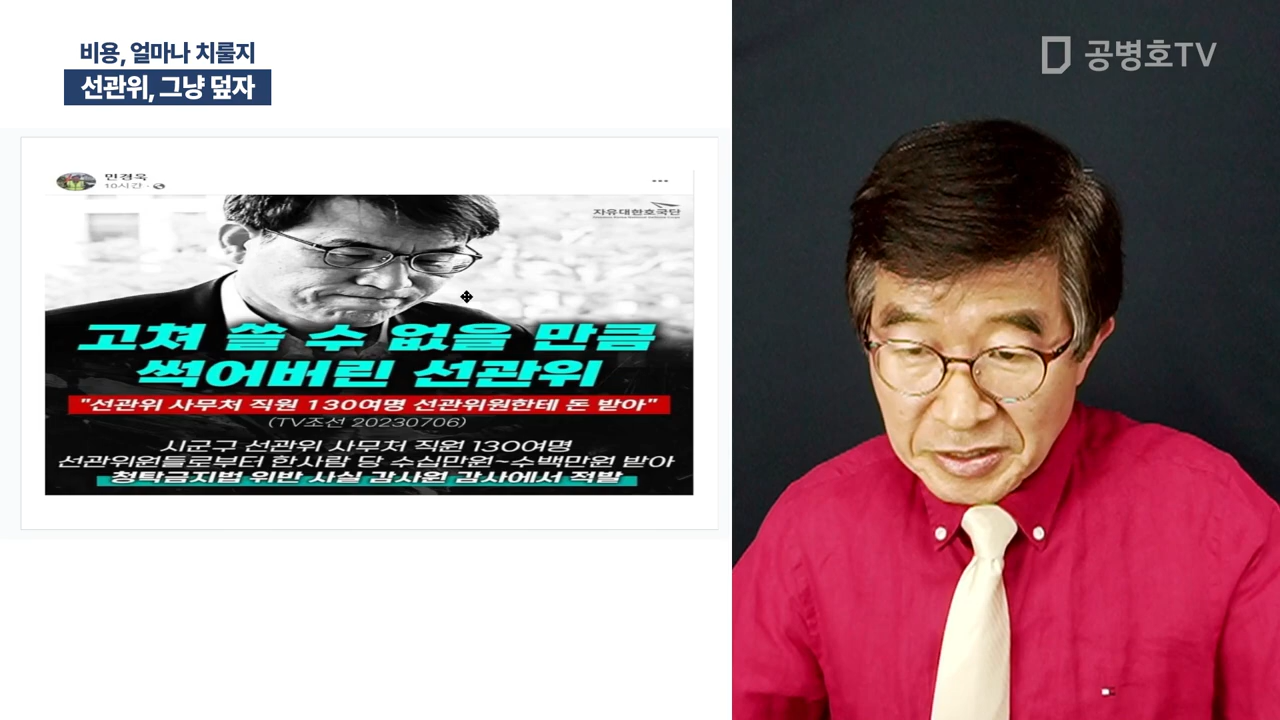 비용, 얼마나 치룰지
선관위, 그냥 덮자
공병호TV
민경욱
10시간 ·
자유대한호국단
고쳐 쓸 수 없을 만큼
썩어버린 선관위
"선관위 사무처 직원 130여명 선관위원한테 돈 받아"
(TV조선 20230706)
시군구 선관위 사무처 직원 130여명
선관위원들로부터 한사람 당 수십만원~수백만원 받아
청탁금지법 위반 사실 감사원 감사에서 적발